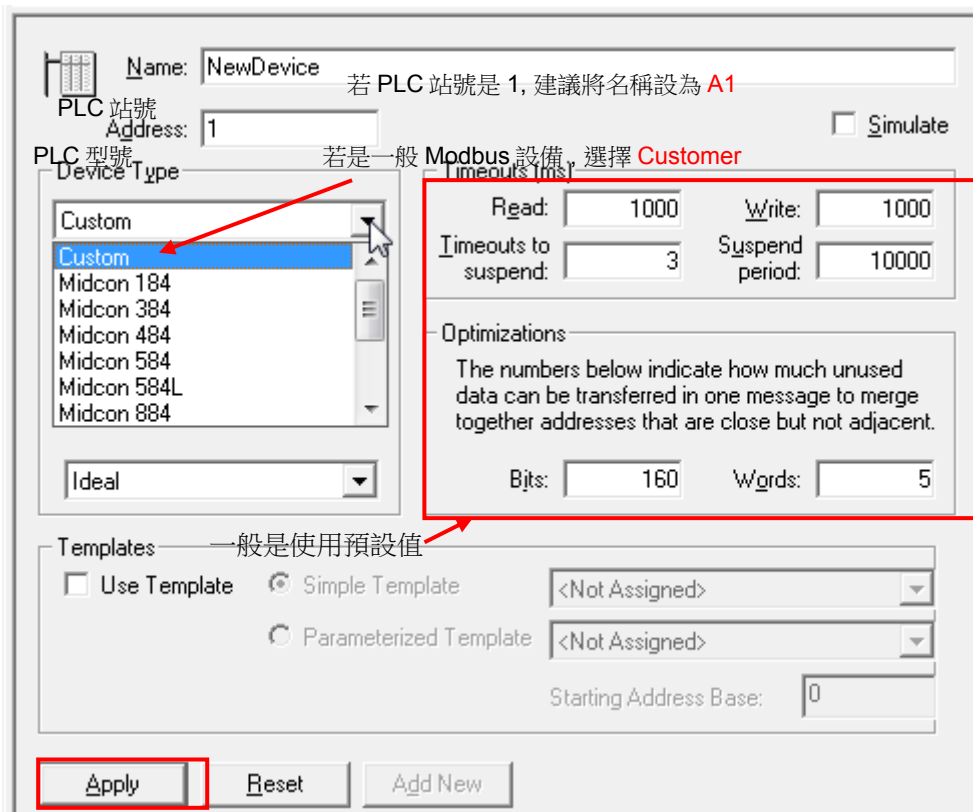 Name: NewDevice
若 PLC 站號是 1, 建議將名稱設為 A1
PLC 站號
Address: 1
Simulate
PLC 型號
若是一般 Modbus 設備 , 選擇 Customer
Device Type
Timeouts (ms)
Custom
Read: 1000 Write: 1000
Custom
Midcon 184
Midcon 384
Midcon 484
Midcon 584
Midcon 584L
Midcon 884
Timeouts to suspend: 3 Suspend period: 10000
Optimizations
The numbers below indicate how much unused
data can be transferred in one message to merge
together addresses that are close but not adjacent.
Ideal
Bits: 160 Words: 5
一般是使用預設值
Templates
Use Template Simple Template <Not Assigned>
Parameterized Template <Not Assigned>
Starting Address Base: 0
Apply Reset Add New